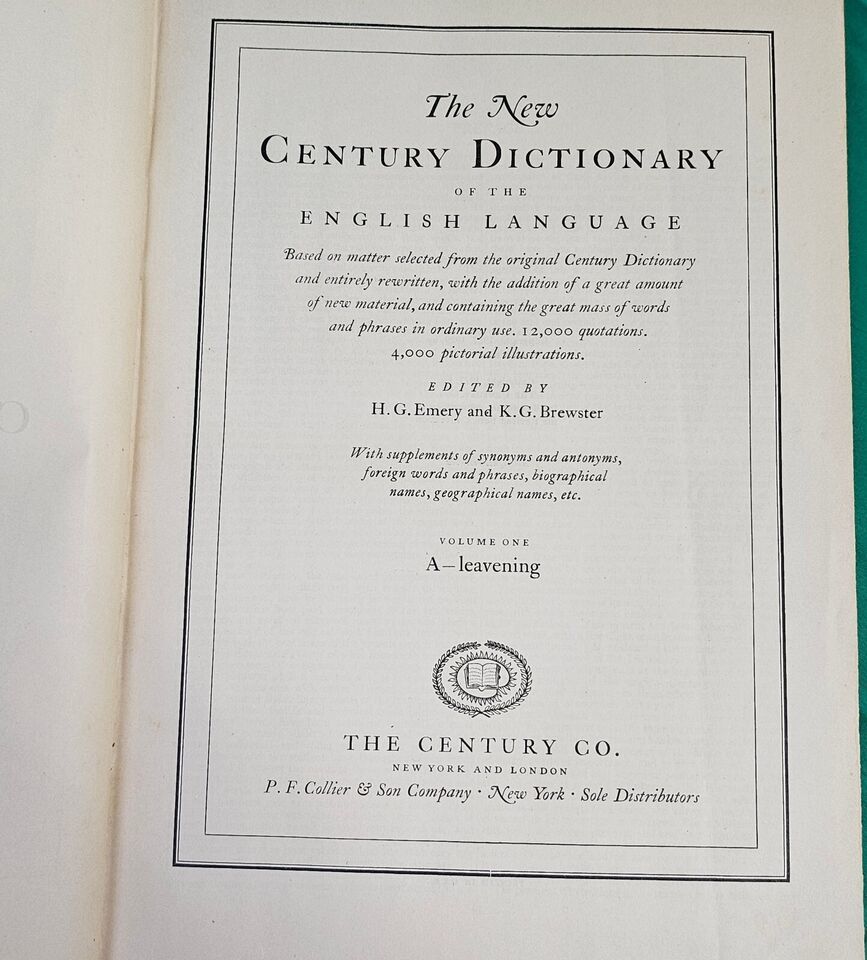 The New
CENTURY DICTIONARY
OF THE
ENGLISH LANGUAGE
Based on matter selected from the original Century Dictionary
and entirely rewritten, with the addition of a great amount
of new material, and containing the great mass of words
and phrases in ordinary use. 12,000 quotations.
4,000 pictorial illustrations.
EDITED BY
H. G. Emery and K. G. Brewster
With supplements of synonyms and antonyms,
foreign words and phrases, biographical
names, geographical names, etc.
VOLUME ONE
A—leavening
THE CENTURY CO.
NEW YORK AND LONDON
P. F. Collier & Son Company · New York · Sole Distributors